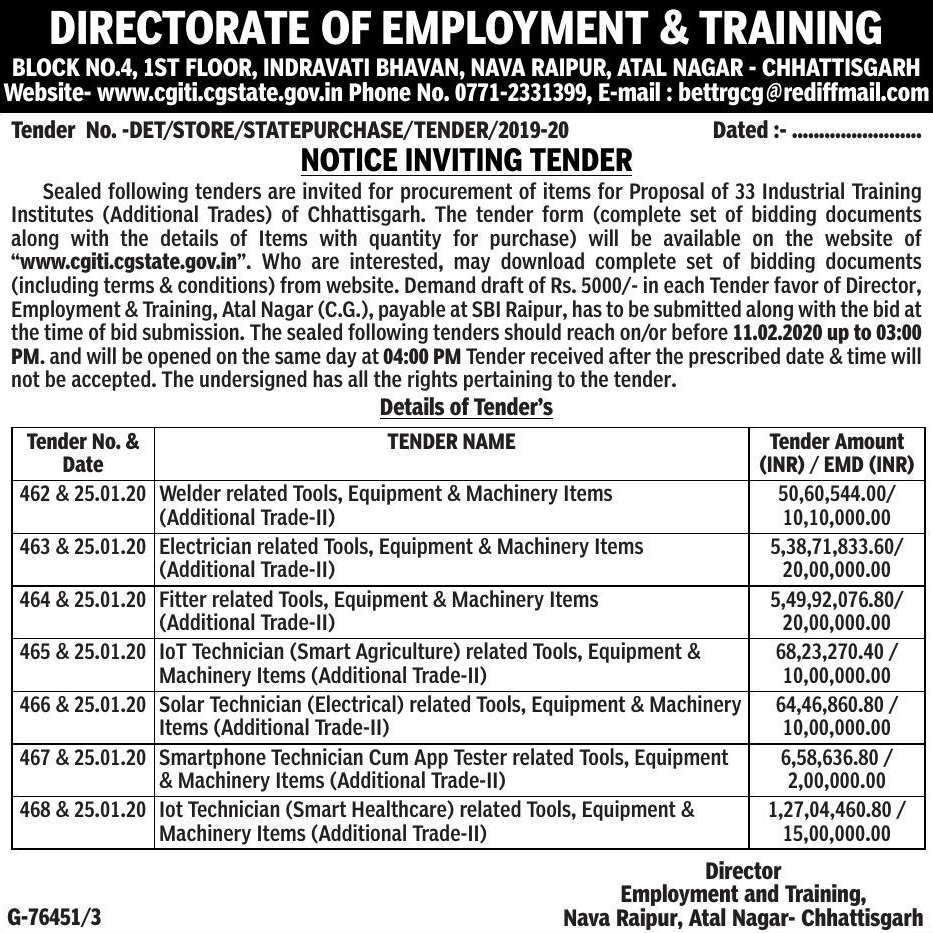 DIRECTORATE OF EMPLOYMENT & TRAINING
BLOCK NO.4, 1ST FLOOR, INDRAVATI BHAVAN, NAVA RAIPUR, ATAL NAGAR - CHHATTISGARH
Website- www.cgiti.cgstate.gov.in Phone No. 0771-2331399, E-mail : bettrgcg@rediffmail.com
Tender No. -DET/STORE/STATEPURCHASE/TENDER/2019-20 Dated :- ........................
NOTICE INVITING TENDER
Sealed following tenders are invited for procurement of items for Proposal of 33 Industrial Training
Institutes (Additional Trades) of Chhattisgarh. The tender form (complete set of bidding documents
along with the details of Items with quantity for purchase) will be available on the website of
“www.cgiti.cgstate.gov.in”. Who are interested, may download complete set of bidding documents
(including terms & conditions) from website. Demand draft of Rs. 5000/- in each Tender favor of Director,
Employment & Training, Atal Nagar (C.G.), payable at SBI Raipur, has to be submitted along with the bid at
the time of bid submission. The sealed following tenders should reach on/or before 11.02.2020 up to 03:00
PM. and will be opened on the same day at 04:00 PM Tender received after the prescribed date & time will
not be accepted. The undersigned has all the rights pertaining to the tender.
Details of Tender’s
Tender No. &
Date
TENDER NAME
Tender Amount
(INR) / EMD (INR)
462 & 25.01.20
Welder related Tools, Equipment & Machinery Items
(Additional Trade-II)
50,60,544.00/
10,10,000.00
463 & 25.01.20
Electrician related Tools, Equipment & Machinery Items
(Additional Trade-II)
5,38,71,833.60/
20,00,000.00
464 & 25.01.20
Fitter related Tools, Equipment & Machinery Items
(Additional Trade-II)
5,49,92,076.80/
20,00,000.00
465 & 25.01.20
IoT Technician (Smart Agriculture) related Tools, Equipment &
Machinery Items (Additional Trade-II)
68,23,270.40 /
10,00,000.00
466 & 25.01.20
Solar Technician (Electrical) related Tools, Equipment & Machinery
Items (Additional Trade-II)
64,46,860.80 /
10,00,000.00
467 & 25.01.20
Smartphone Technician Cum App Tester related Tools, Equipment
& Machinery Items (Additional Trade-II)
6,58,636.80 /
2,00,000.00
468 & 25.01.20
Iot Technician (Smart Healthcare) related Tools, Equipment &
Machinery Items (Additional Trade-II)
1,27,04,460.80 /
15,00,000.00
Director
Employment and Training,
G-76451/3 Nava Raipur, Atal Nagar- Chhattisgarh